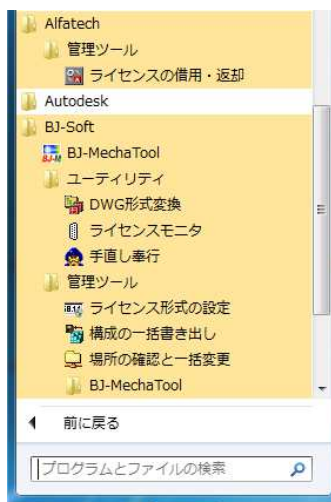 Alfatech
管理ツール
ライセンスの借用・返却
Autodesk
BJ-Soft
BJ-MechaTool
ユーティリティ
DWG形式変換
ライセンスモニタ
手直し奉行
管理ツール
ライセンス形式の設定
構成の一括書き出し
場所の確認と一括変更
BJ-MechaTool
前に戻る
プログラムとファイルの検索